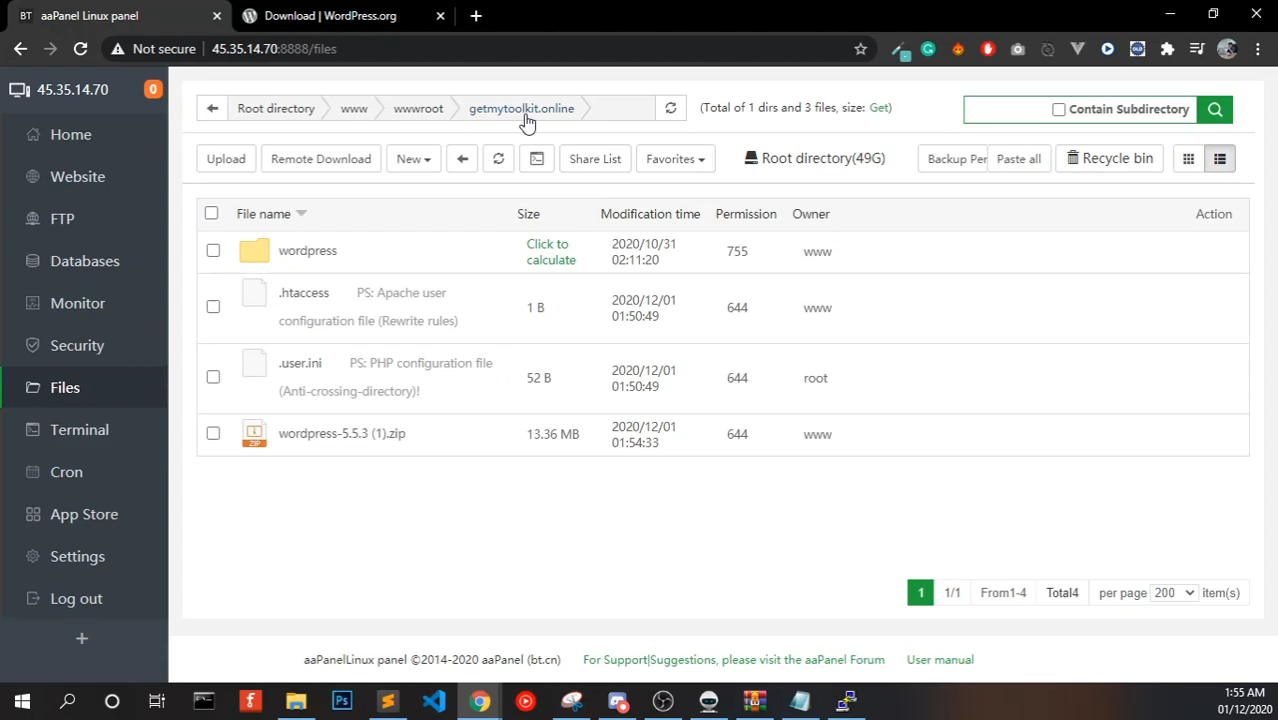 BT aaPanel Linux panel
Download | WordPress.org
Not secure
45.35.14.70:8888/files
45.35.14.70
0
Home
Website
FTP
Databases
Monitor
Security
Files
Terminal
Cron
App Store
Settings
Log out
Root directory
www
wwwroot
getmytoolkit.online
(Total of 1 dirs and 3 files, size: Get)
Contain Subdirectory
Upload
Remote Download
New
Share List
Favorites
Root directory(49G)
Backup Per
Paste all
Recycle bin
File name
Size
Modification time
Permission
Owner
Action
wordpress
Click to
calculate
2020/10/31
02:11:20
755
www
.htaccess PS: Apache user
configuration file (Rewrite rules)
1 B
2020/12/01
01:50:49
644
www
.user.ini PS: PHP configuration file
(Anti-crossing-directory)!
52 B
2020/12/01
01:50:49
644
root
ZIP
wordpress-5.5.3 (1).zip
13.36 MB
2020/12/01
01:54:33
644
www
1
1/1
From1-4
Total4
per page
200
item(s)
aaPanelLinux panel ©2014-2020 aaPanel (bt.cn)
For Support|Suggestions, please visit the aaPanel Forum
User manual
Ps
1:55 AM
01/12/2020